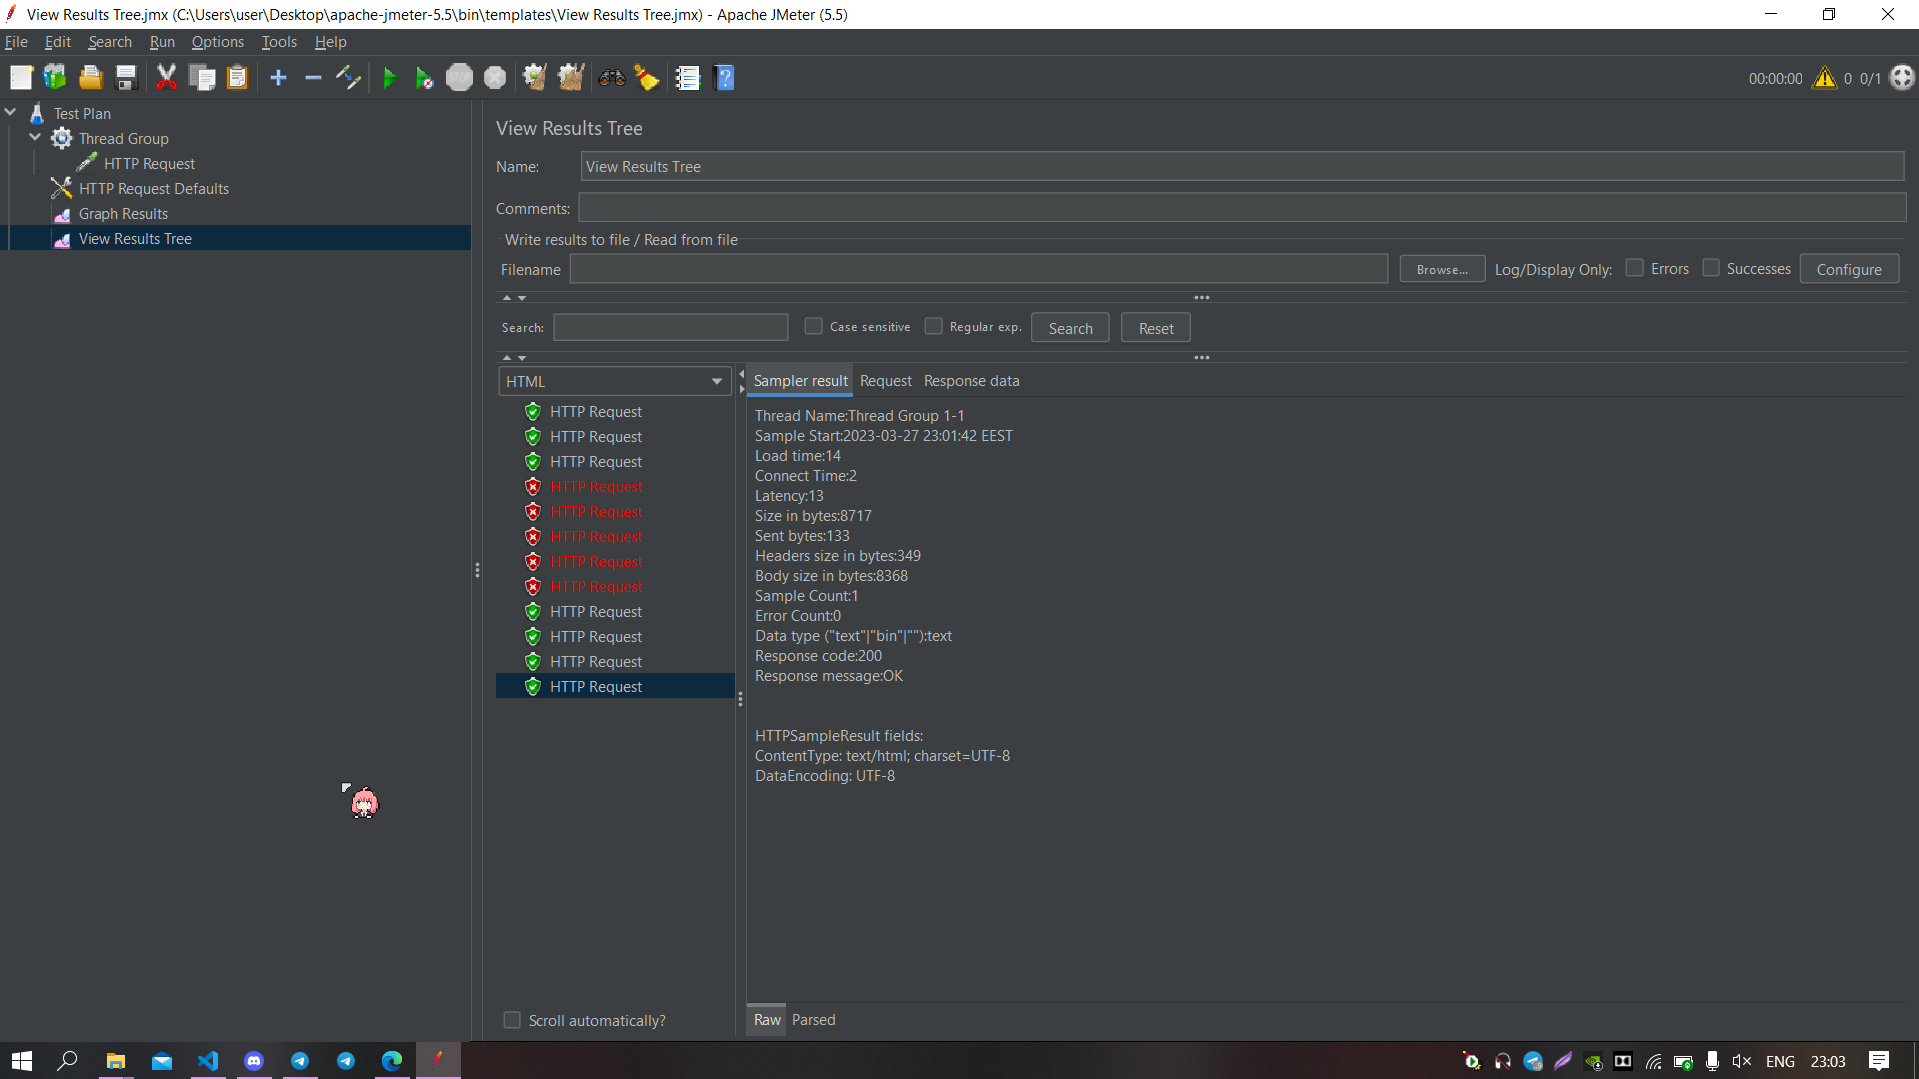 View Results Tree.jmx (C:\Users\user\Desktop\apache-jmeter-5.5\bin\templates\View Results Tree.jmx) - Apache JMeter (5.5)
File Edit Search Run Options Tools Help
STOP
00:00:00 0 0/1
Test Plan
Thread Group
HTTP Request
HTTP Request Defaults
Graph Results
View Results Tree
View Results Tree
Name: View Results Tree
Comments:
Write results to file / Read from file
Filename Browse... Log/Display Only: Errors Successes Configure
Search: Case sensitive Regular exp. Search Reset
HTML
HTTP Request
HTTP Request
HTTP Request
HTTP Request
HTTP Request
HTTP Request
HTTP Request
HTTP Request
HTTP Request
HTTP Request
HTTP Request
HTTP Request
Scroll automatically?
Sampler result Request Response data
Thread Name:Thread Group 1-1
Sample Start:2023-03-27 23:01:42 EEST
Load time:14
Connect Time:2
Latency:13
Size in bytes:8717
Sent bytes:133
Headers size in bytes:349
Body size in bytes:8368
Sample Count:1
Error Count:0
Data type ("text"|"bin"|""):text
Response code:200
Response message:OK
HTTPSampleResult fields:
ContentType: text/html; charset=UTF-8
DataEncoding: UTF-8
Raw Parsed
ENG 23:03